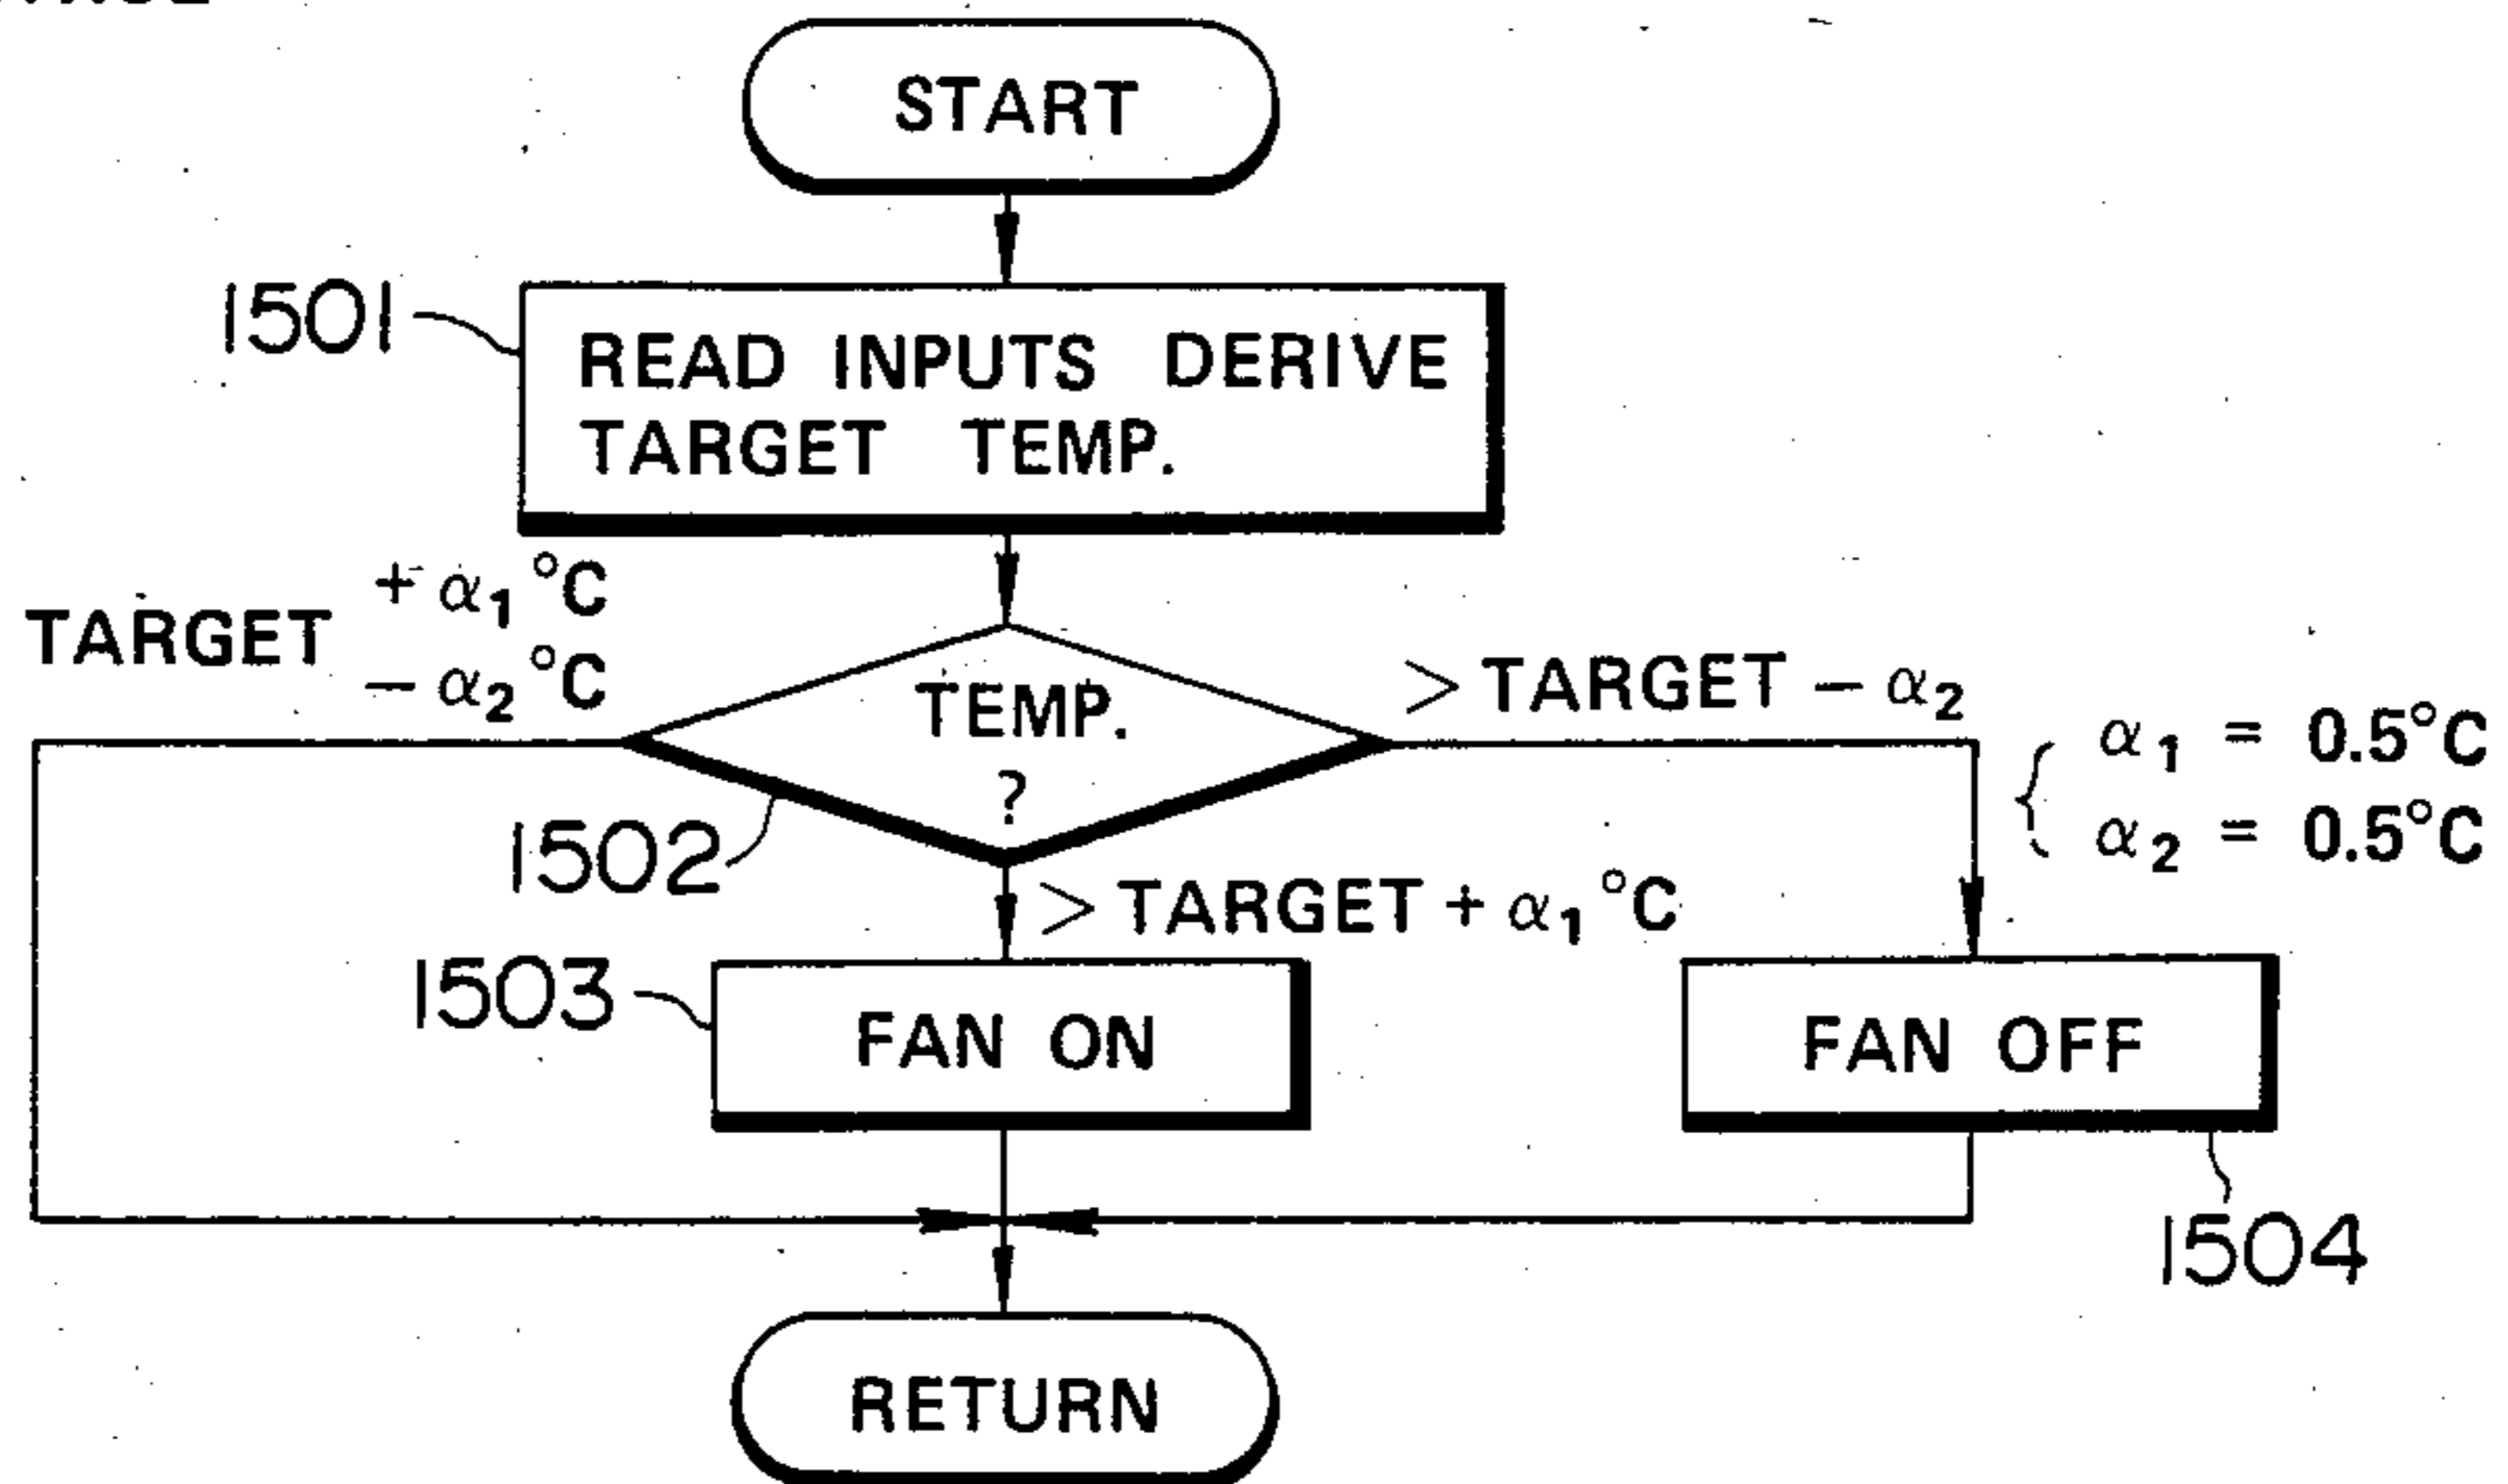 START
1501
READ INPUTS DERIVE
TARGET TEMP.
TARGET +α₁°C
−α₂°C
TEMP.
?
> TARGET − α₂
α₁ = 0.5°C
α₂ = 0.5°C
1502
> TARGET + α₁°C
1503
FAN ON
FAN OFF
1504
RETURN